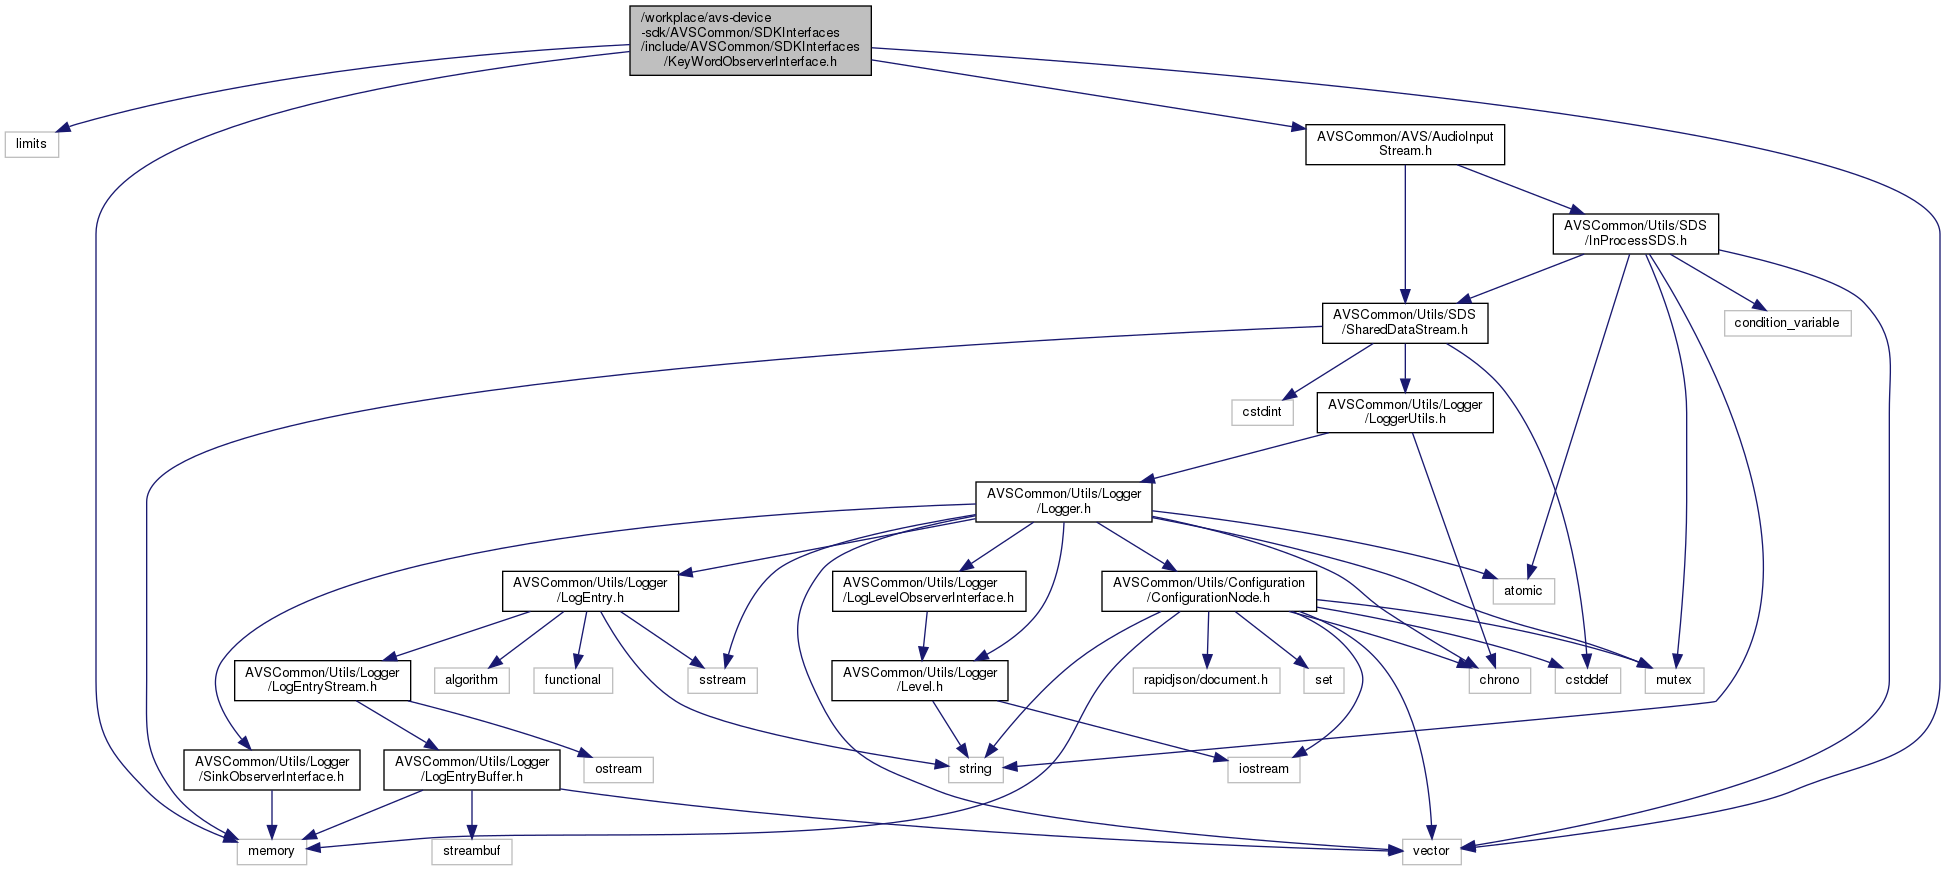 /workplace/avs-device
-sdk/AVSCommon/SDKInterfaces
/include/AVSCommon/SDKInterfaces
/KeyWordObserverInterface.h
limits
AVSCommon/AVS/AudioInput
Stream.h
AVSCommon/Utils/SDS
/InProcessSDS.h
AVSCommon/Utils/SDS
/SharedDataStream.h
condition_variable
cstdint
AVSCommon/Utils/Logger
/LoggerUtils.h
AVSCommon/Utils/Logger
/Logger.h
AVSCommon/Utils/Logger
/LogEntry.h
AVSCommon/Utils/Logger
/LogLevelObserverInterface.h
AVSCommon/Utils/Configuration
/ConfigurationNode.h
atomic
AVSCommon/Utils/Logger
/LogEntryStream.h
algorithm
functional
sstream
AVSCommon/Utils/Logger
/Level.h
rapidjson/document.h
set
chrono
cstddef
mutex
AVSCommon/Utils/Logger
/SinkObserverInterface.h
AVSCommon/Utils/Logger
/LogEntryBuffer.h
ostream
string
iostream
memory
streambuf
vector